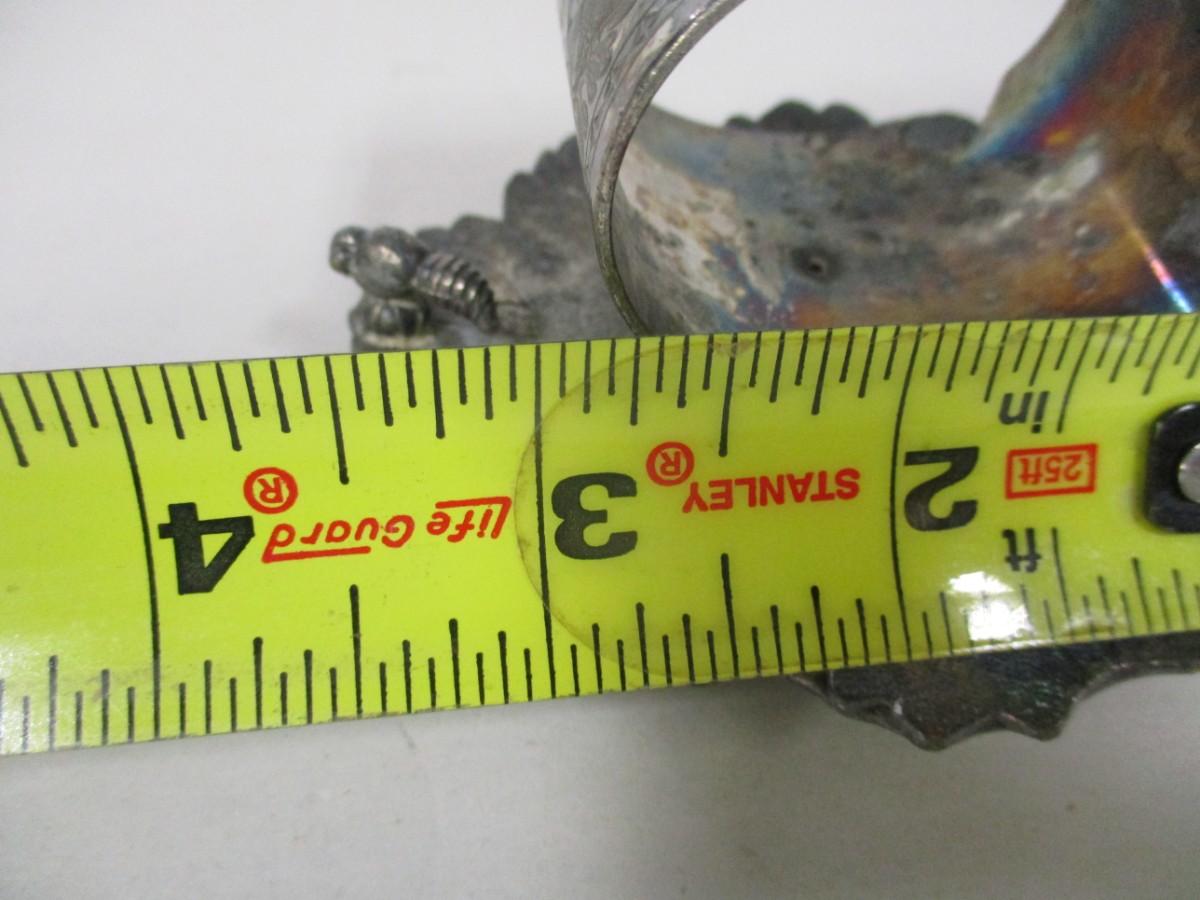 in
25ft
2
ft
STANLEY®
3
Life Guard®
4